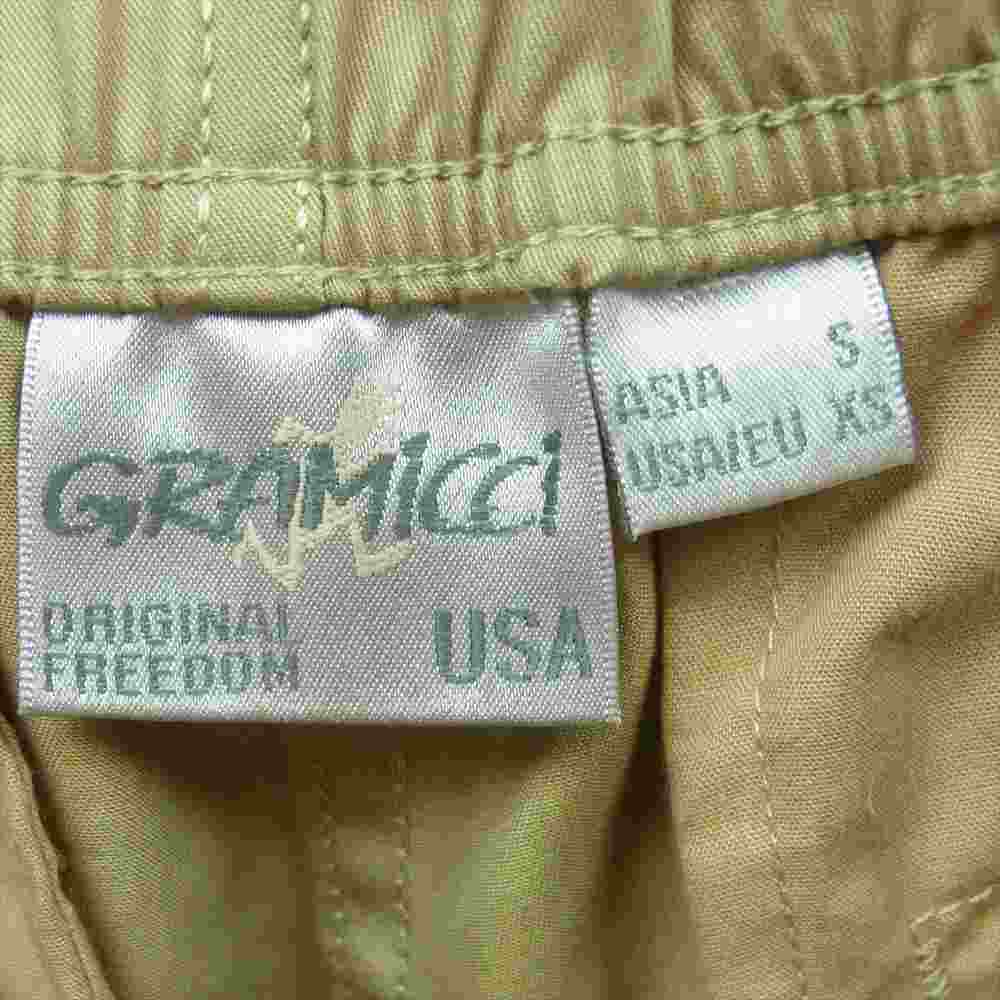 GRAMiCCi
ORIGINAL
FREEDOM
USA
ASIA S
USA/EU XS